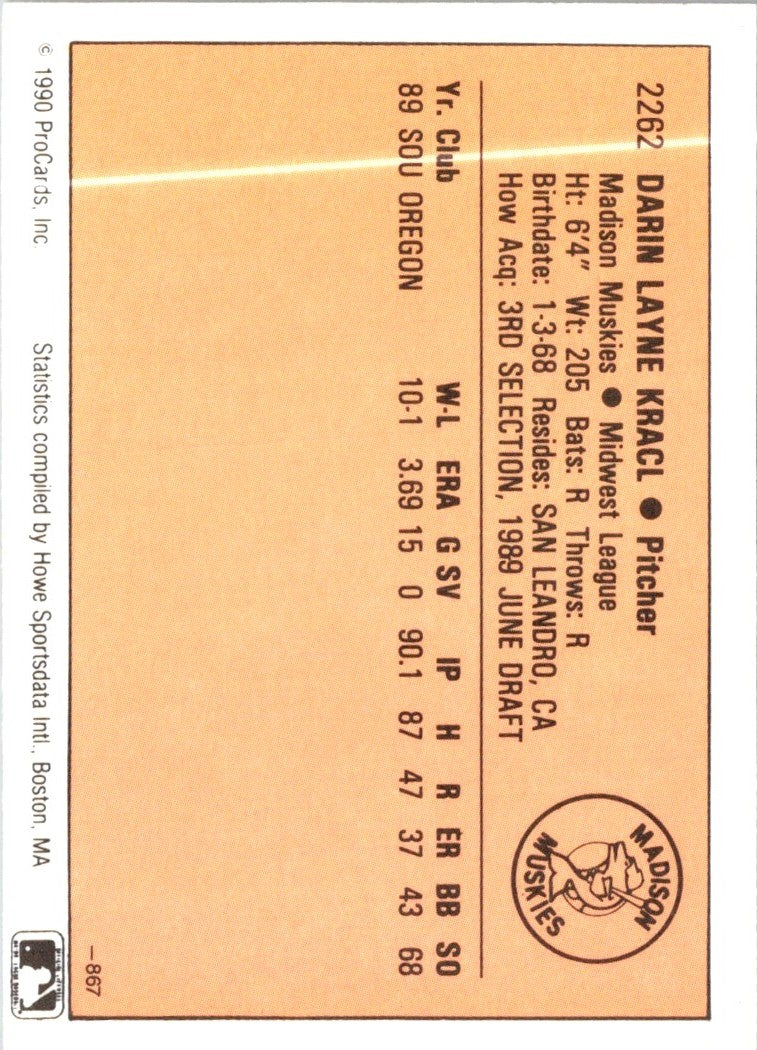 2262 DARIN LAYNE KRACL ● Pitcher
Madison Muskies ● Midwest League
Ht: 6'4" Wt: 205 Bats: R Throws: R
Birthdate: 1-3-68 Resides: SAN LEANDRO, CA
How Acq: 3RD SELECTION, 1989 JUNE DRAFT
MADISON
MUSKIES
Yr. Club W-L ERA G SV IP H R ER BB SO
89 SOU OREGON 10-1 3.69 15 0 90.1 87 47 37 43 68
—867
© 1990 ProCards, Inc Statistics compiled by Howe Sportsdata Intl., Boston, MA